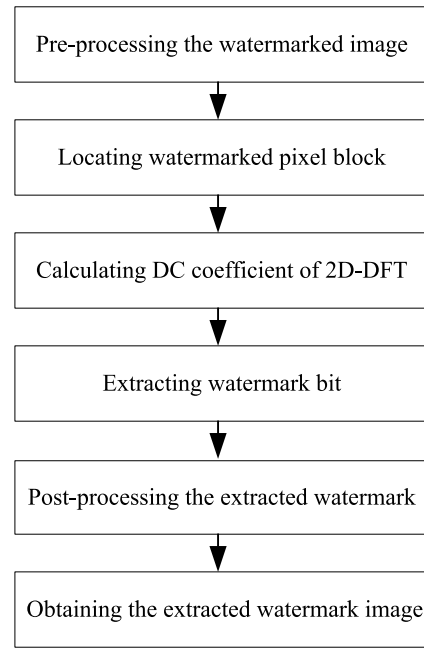 Pre-processing the watermarked image
Locating watermarked pixel block
Calculating DC coefficient of 2D-DFT
Extracting watermark bit
Post-processing the extracted watermark
Obtaining the extracted watermark image